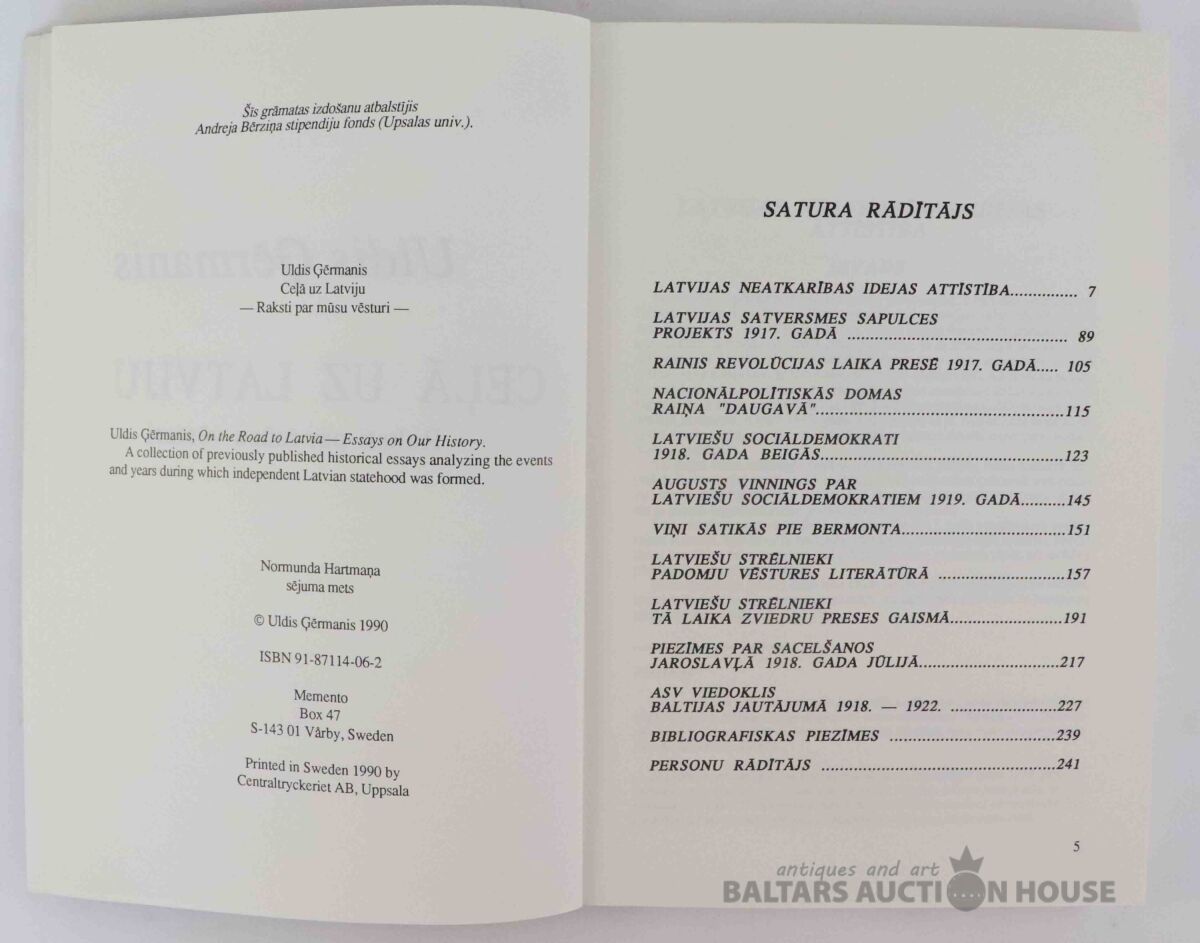 Šīs grāmatas izdošanu atbalstījis
Andreja Bērziņa stipendiju fonds (Upsalas univ.).
Uldis Ģērmanis
Ceļā uz Latviju
— Raksti par mūsu vēsturi —
Uldis Ģērmanis, On the Road to Latvia — Essays on Our History.
A collection of previously published historical essays analyzing the events
and years during which independent Latvian statehood was formed.
Normunda Hartmaņa
sējuma mets
© Uldis Ģērmanis 1990
ISBN 91-87114-06-2
Memento
Box 47
S-143 01 Vårby, Sweden
Printed in Sweden 1990 by
Centraltryckeriet AB, Uppsala
SATURA RĀDĪTĀJS
LATVIJAS NEATKARĪBAS IDEJAS ATTĪSTĪBA............... 7
LATVIJAS SATVERSMES SAPULCES
PROJEKTS 1917. GADĀ ...................................... 89
RAINIS REVOLŪCIJAS LAIKA PRESĒ 1917. GADĀ..... 105
NACIONĀLPOLĪTISKĀS DOMAS
RAIŅA "DAUGAVĀ"...........................................115
LATVIEŠU SOCIĀLDEMOKRATI
1918. GADA BEIGĀS..........................................123
AUGUSTS VINNINGS PAR
LATVIEŠU SOCIĀLDEMOKRATIEM 1919. GADĀ..........145
VIŅI SATIKĀS PIE BERMONTA............................151
LATVIEŠU STRĒLNIEKI
PADOMJU VĒSTURES LITERĀTŪRĀ ......................157
LATVIEŠU STRĒLNIEKI
TĀ LAIKA ZVIEDRU PRESES GAISMĀ....................191
PIEZĪMES PAR SACELŠANOS
JAROSLAVĻĀ 1918. GADA JŪLIJĀ.........................217
ASV VIEDOKLIS
BALTIJAS JAUTĀJUMĀ 1918. — 1922. ...................227
BIBLIOGRAFISKAS PIEZĪMES .............................239
PERSONU RĀDĪTĀJS .........................................241
5
antiques and art
BALTARS AUCTION HOUSE